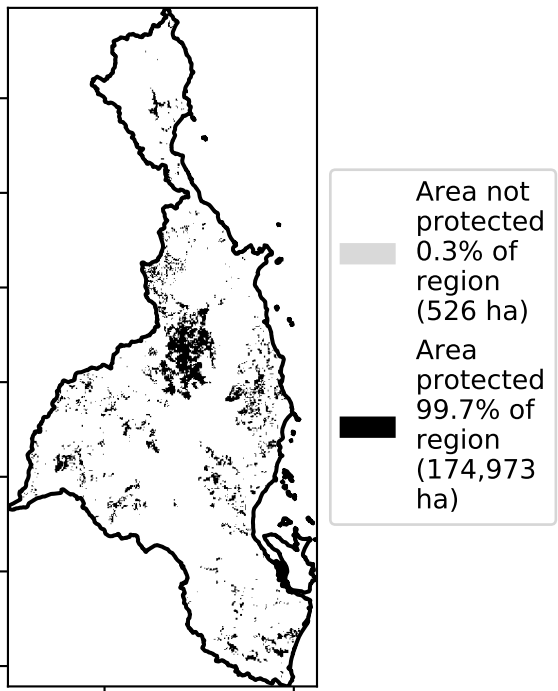 Area not
protected
0.3% of
region
(526 ha)
Area
protected
99.7% of
region
(174,973
ha)